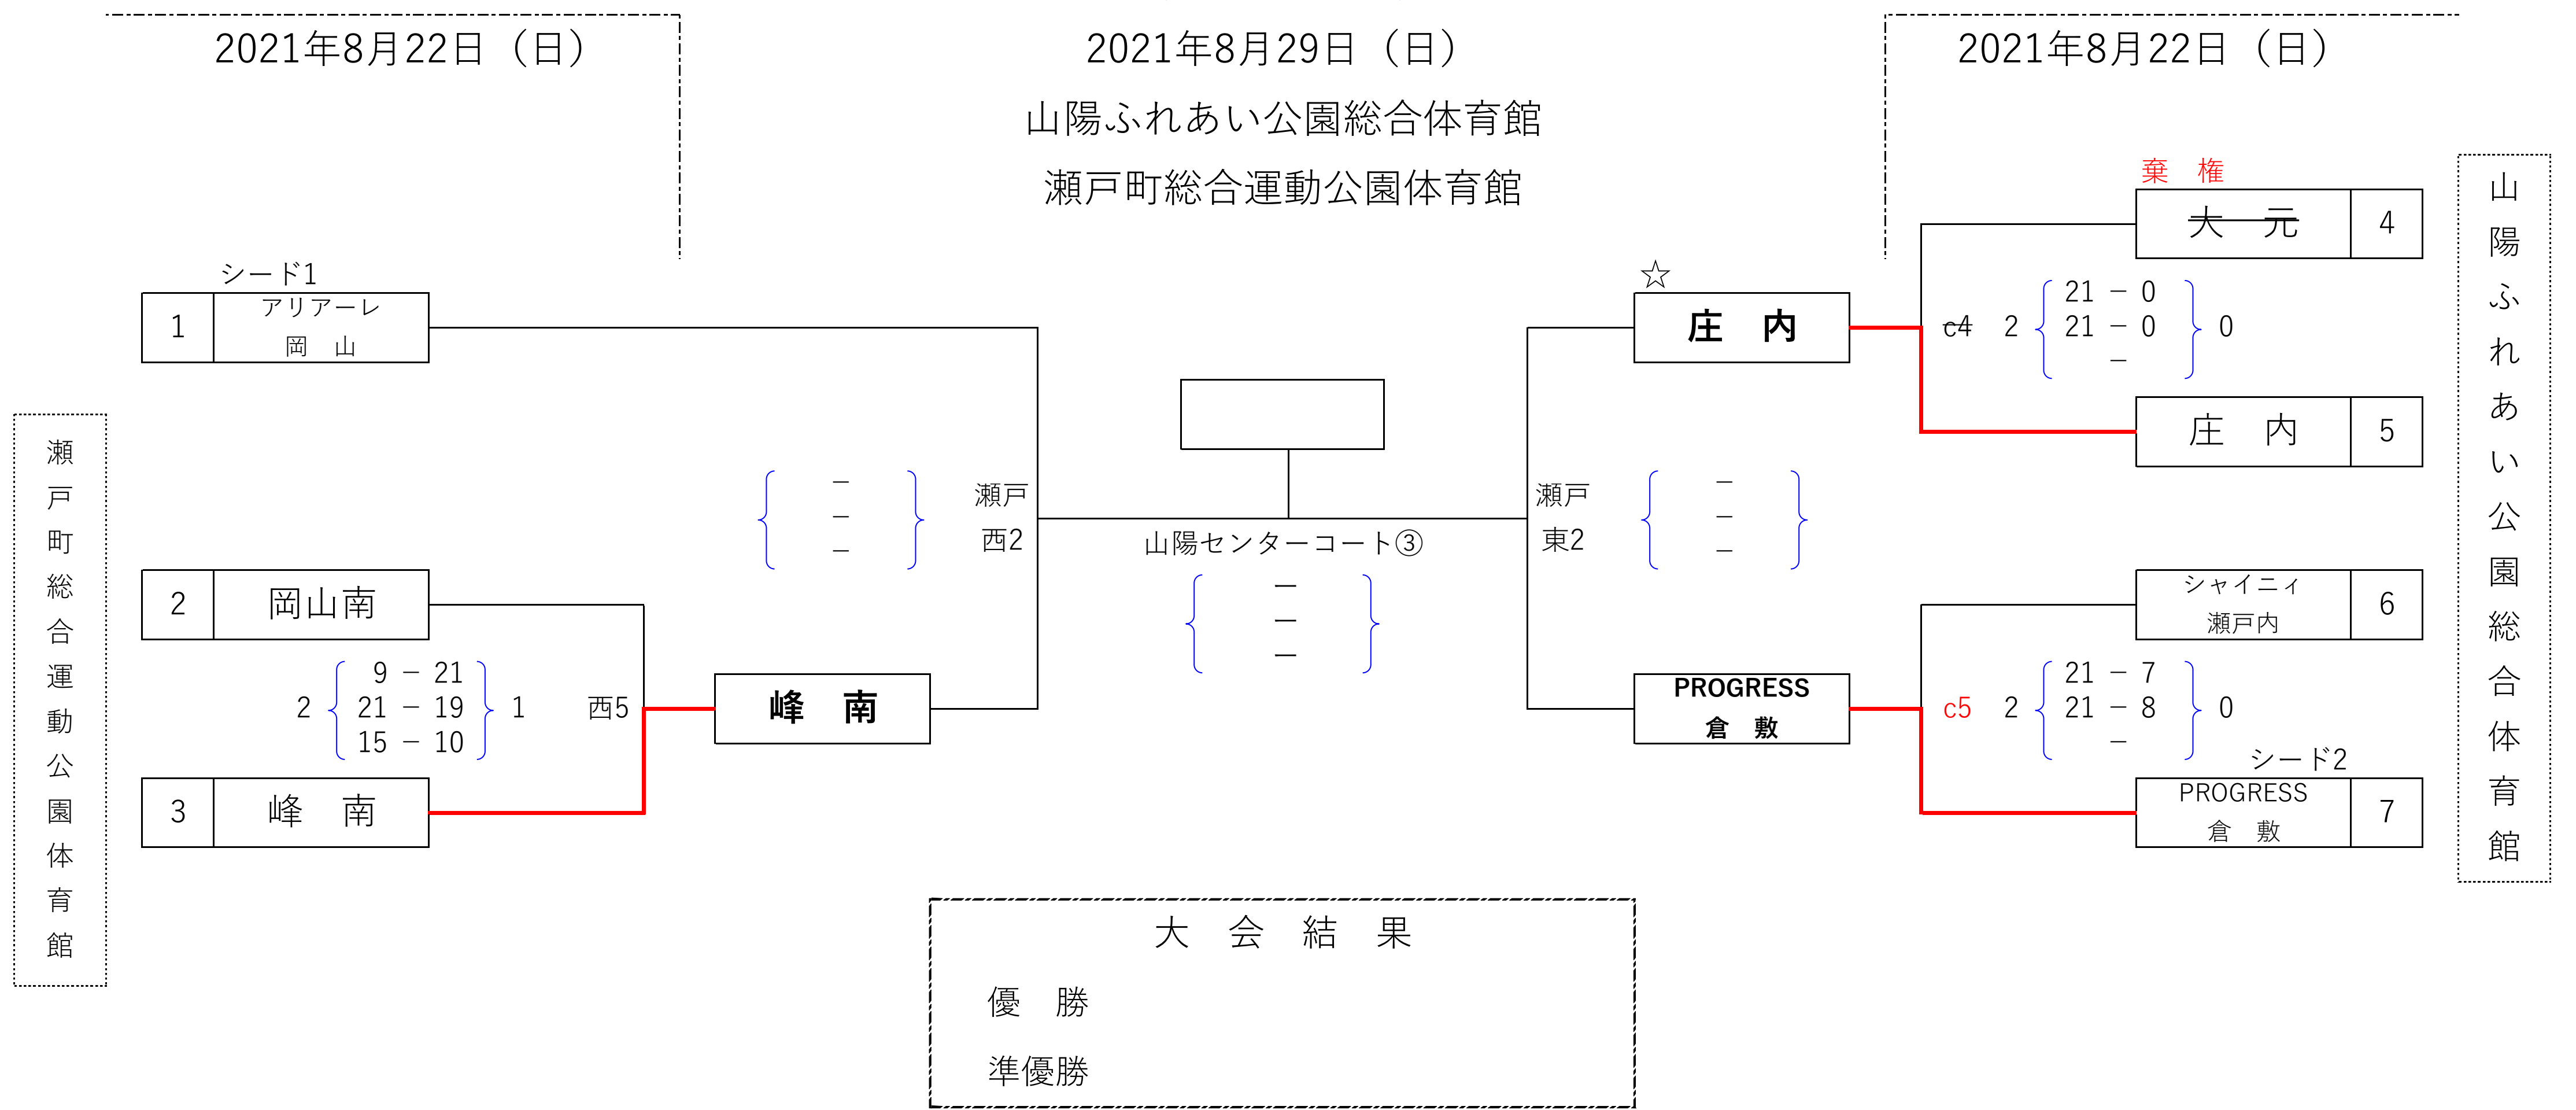 2021年8月22日（日）
2021年8月29日（日）
2021年8月22日（日）
山陽ふれあい公園総合体育館
瀬戸町総合運動公園体育館
シード1
1 アリアーレ
岡　山
瀬戸町総合運動公園体育館
2 岡山南
2 9 － 21 1
21 － 19
15 － 10
西5
3 峰　南
峰　南
－
－
－
瀬戸
西2
山陽センターコート③
－
－
－
☆
庄　内
瀬戸
東2
－
－
－
PROGRESS
倉　敷
棄　権
大　元 4
c4 2 21 － 0 0
21 － 0
－
庄　内 5
シャイニィ
瀬戸内 6
c5 2 21 － 7 0
21 － 8
－
シード2
PROGRESS
倉　敷 7
山陽ふれあい公園総合体育館
大　会　結　果
優　勝
準優勝